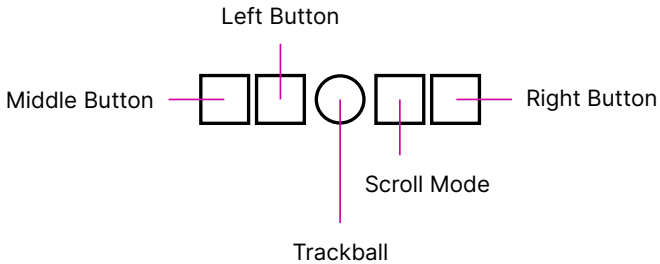 Left Button
Middle Button
Right Button
Scroll Mode
Trackball